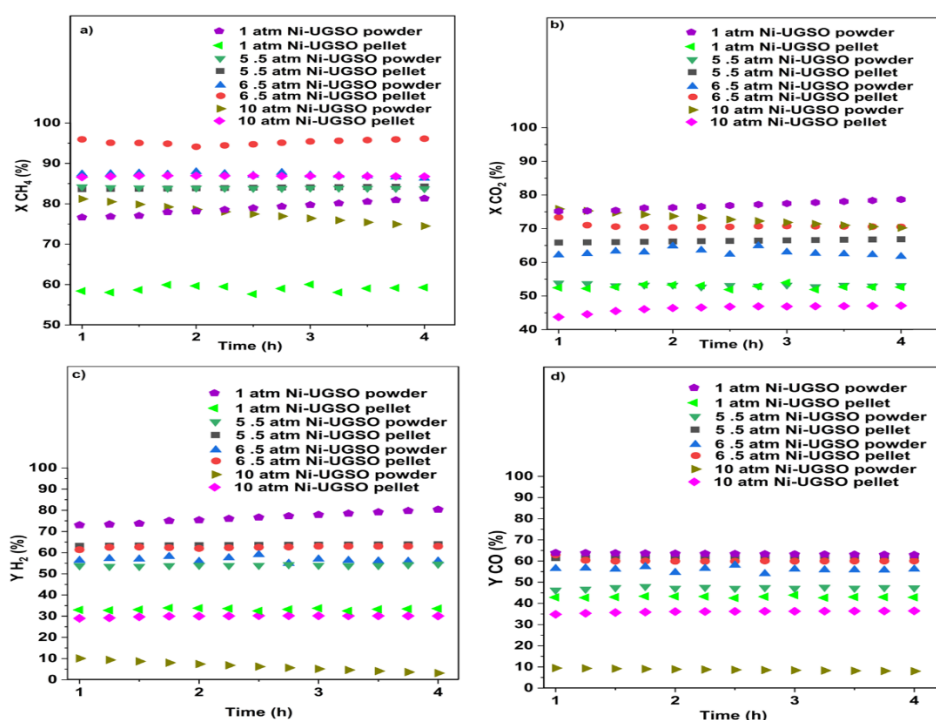 a)
1 atm Ni-UGSO powder
1 atm Ni-UGSO pellet
5 .5 atm Ni-UGSO powder
5 .5 atm Ni-UGSO pellet
6 .5 atm Ni-UGSO powder
6 .5 atm Ni-UGSO pellet
10 atm Ni-UGSO powder
10 atm Ni-UGSO pellet
X CH₄ (%)
100
90
80
70
60
50
1 2 3 4
Time (h)
b)
1 atm Ni-UGSO powder
1 atm Ni-UGSO pellet
5 .5 atm Ni-UGSO powder
5 .5 atm Ni-UGSO pellet
6 .5 atm Ni-UGSO powder
6 .5 atm Ni-UGSO pellet
10 atm Ni-UGSO powder
10 atm Ni-UGSO pellet
X CO₂ (%)
100
90
80
70
60
50
40
1 2 3 4
Time (h)
c)
1 atm Ni-UGSO powder
1 atm Ni-UGSO pellet
5 .5 atm Ni-UGSO powder
5 .5 atm Ni-UGSO pellet
6 .5 atm Ni-UGSO powder
6 .5 atm Ni-UGSO pellet
10 atm Ni-UGSO powder
10 atm Ni-UGSO pellet
Y H₂ (%)
100
90
80
70
60
50
40
30
20
10
0
1 2 3 4
Time (h)
d)
1 atm Ni-UGSO powder
1 atm Ni-UGSO pellet
5 .5 atm Ni-UGSO powder
5 .5 atm Ni-UGSO pellet
6 .5 atm Ni-UGSO powder
6 .5 atm Ni-UGSO pellet
10 atm Ni-UGSO powder
10 atm Ni-UGSO pellet
Y CO (%)
100
90
80
70
60
50
40
30
20
10
0
1 2 3 4
Time (h)